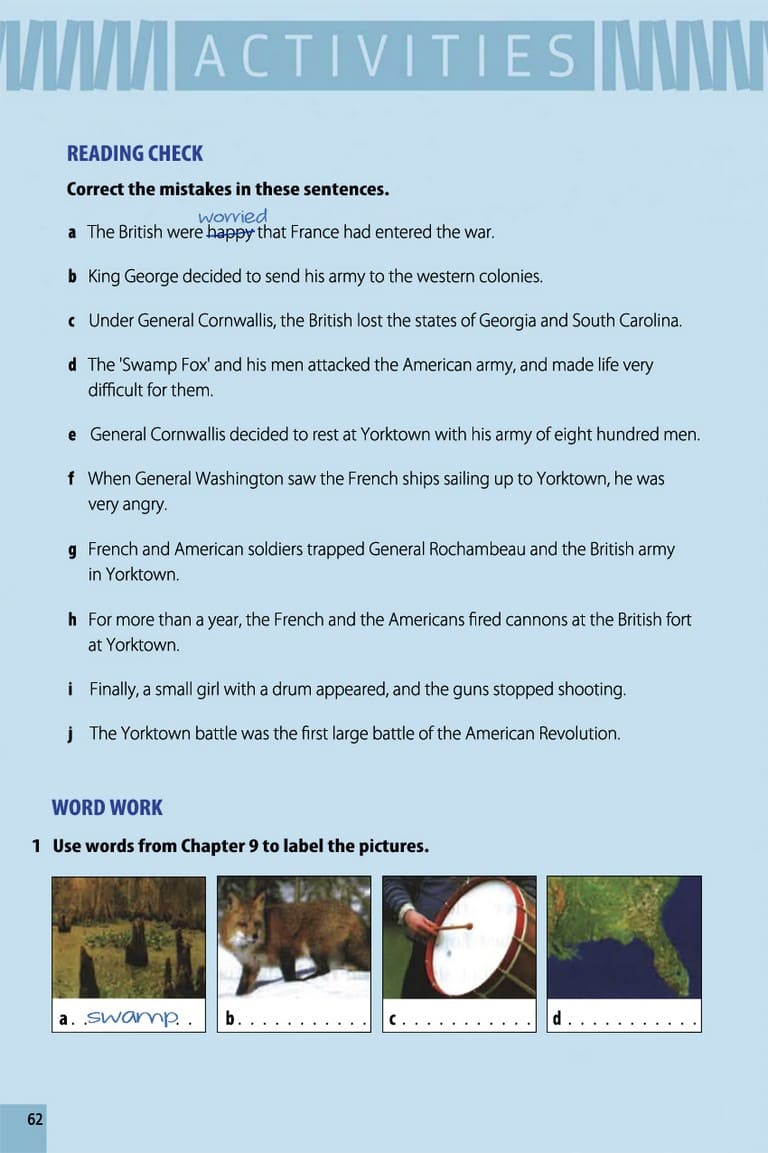 ACTIVITIES
READING CHECK
Correct the mistakes in these sentences.
worried
a The British were happy that France had entered the war.
b King George decided to send his army to the western colonies.
c Under General Cornwallis, the British lost the states of Georgia and South Carolina.
d The 'Swamp Fox' and his men attacked the American army, and made life very
difficult for them.
e General Cornwallis decided to rest at Yorktown with his army of eight hundred men.
f When General Washington saw the French ships sailing up to Yorktown, he was
very angry.
g French and American soldiers trapped General Rochambeau and the British army
in Yorktown.
h For more than a year, the French and the Americans fired cannons at the British fort
at Yorktown.
i Finally, a small girl with a drum appeared, and the guns stopped shooting.
j The Yorktown battle was the first large battle of the American Revolution.
WORD WORK
1 Use words from Chapter 9 to label the pictures.
a. .swamp. . b. . . . . . . . . . . . c . . . . . . . . . . . . d . . . . . . . . . . . .
62